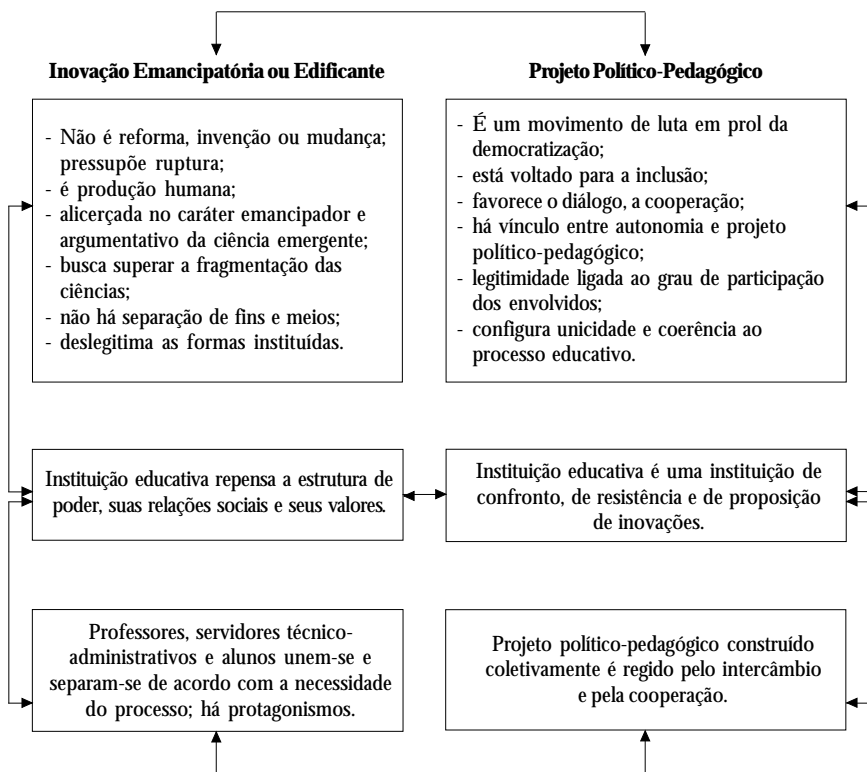 Inovação Emancipatória ou Edificante
- Não é reforma, invenção ou mudança;
pressupõe ruptura;
- é produção humana;
- alicerçada no caráter emancipador e
argumentativo da ciência emergente;
- busca superar a fragmentação das
ciências;
- não há separação de fins e meios;
- deslegitima as formas instituídas.
Projeto Político-Pedagógico
- É um movimento de luta em prol da
democratização;
- está voltado para a inclusão;
- favorece o diálogo, a cooperação;
- há vínculo entre autonomia e projeto
político-pedagógico;
- legitimidade ligada ao grau de participação
dos envolvidos;
- configura unicidade e coerência ao
processo educativo.
Instituição educativa repensa a estrutura de
poder, suas relações sociais e seus valores.
Instituição educativa é uma instituição de
confronto, de resistência e de proposição
de inovações.
Professores, servidores técnico-
administrativos e alunos unem-se e
separam-se de acordo com a necessidade
do processo; há protagonismos.
Projeto político-pedagógico construído
coletivamente é regido pelo intercâmbio
e pela cooperação.